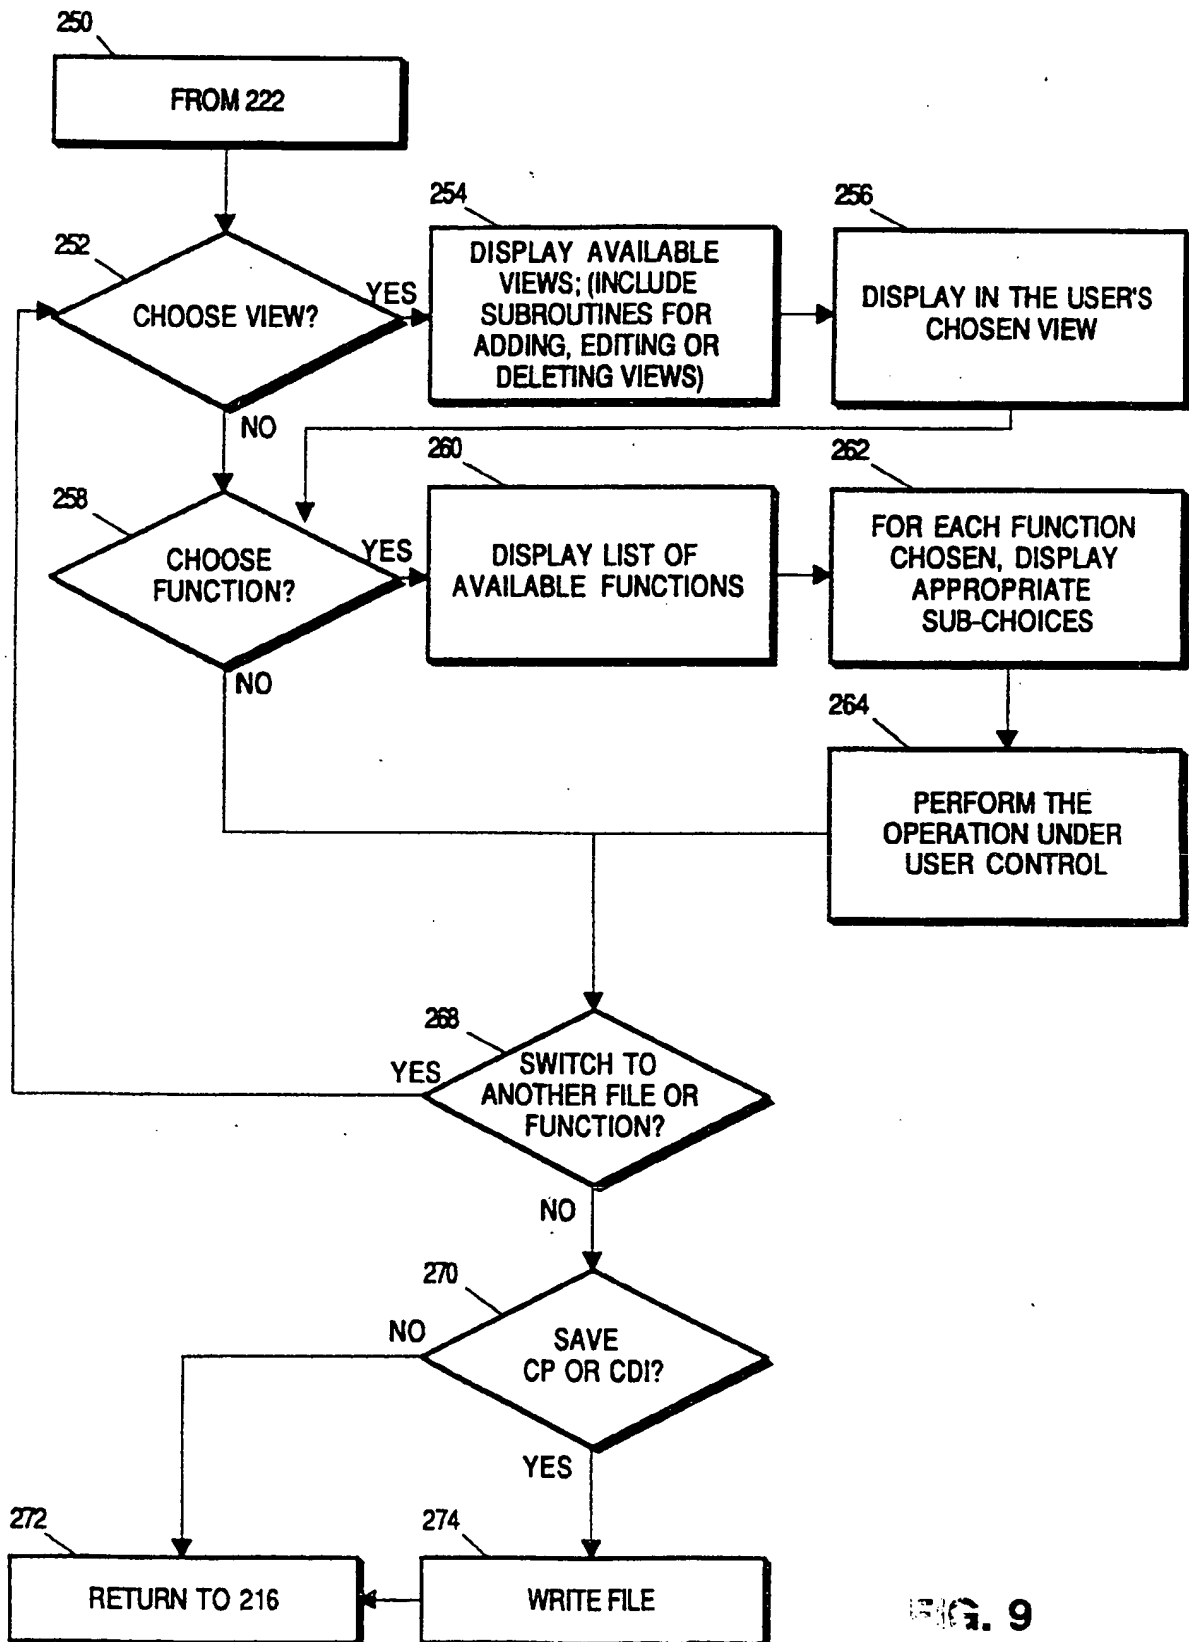 250
FROM 222
252
CHOOSE VIEW?
YES
NO
254
DISPLAY AVAILABLE
VIEWS; (INCLUDE
SUBROUTINES FOR
ADDING, EDITING OR
DELETING VIEWS)
256
DISPLAY IN THE USER'S
CHOSEN VIEW
258
CHOOSE
FUNCTION?
YES
NO
260
DISPLAY LIST OF
AVAILABLE FUNCTIONS
262
FOR EACH FUNCTION
CHOSEN, DISPLAY
APPROPRIATE
SUB-CHOICES
264
PERFORM THE
OPERATION UNDER
USER CONTROL
268
SWITCH TO
ANOTHER FILE OR
FUNCTION?
YES
NO
270
SAVE
CP OR CDI?
NO
YES
272
RETURN TO 216
274
WRITE FILE
FIG. 9